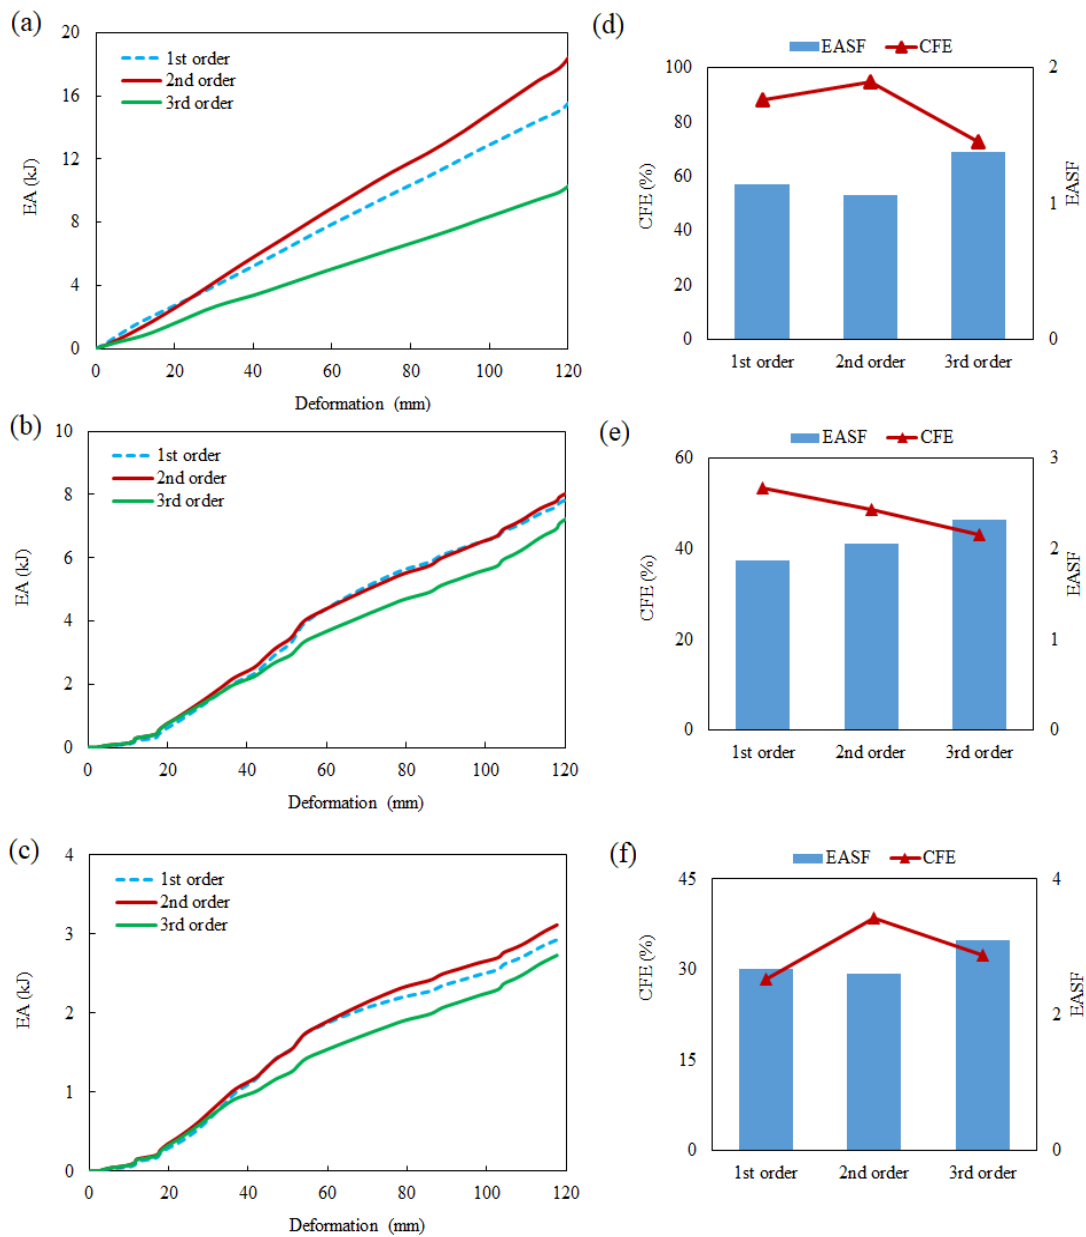 (a)
20
16
12
8
4
0
EA (kJ)
1st order
2nd order
3rd order
0 20 40 60 80 100 120
Deformation (mm)
(d)
EASF CFE
100
80
60
40
20
0
CFE (%)
2
1
0
EASF
1st order 2nd order 3rd order
(b)
10
8
6
4
2
0
EA (kJ)
1st order
2nd order
3rd order
0 20 40 60 80 100 120
Deformation (mm)
(e)
EASF CFE
60
40
20
0
CFE (%)
3
2
1
0
EASF
1st order 2nd order 3rd order
(c)
4
3
2
1
0
EA (kJ)
1st order
2nd order
3rd order
0 20 40 60 80 100 120
Deformation (mm)
(f)
EASF CFE
45
30
15
0
CFE (%)
4
2
0
EASF
1st order 2nd order 3rd order